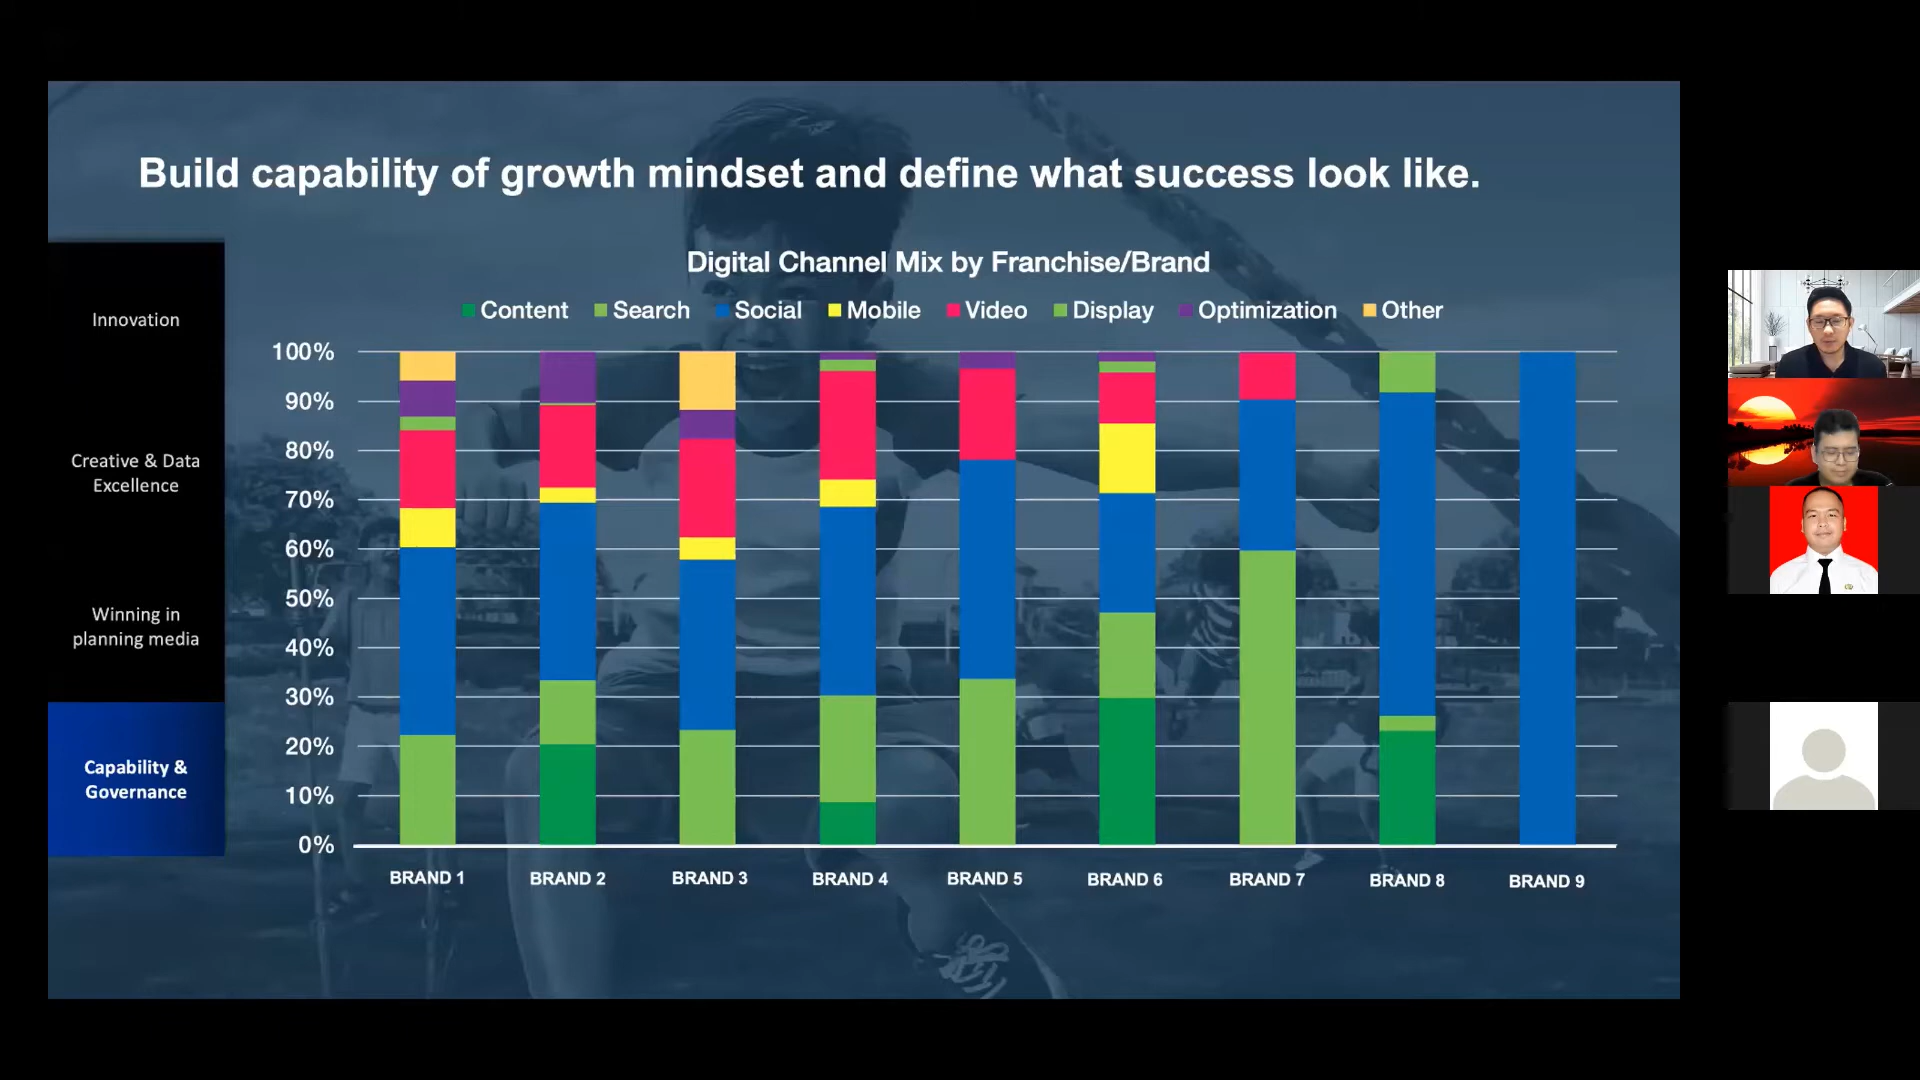 Build capability of growth mindset and define what success look like.
Innovation
Creative & Data
Excellence
Winning in
planning media
Capability &
Governance
Digital Channel Mix by Franchise/Brand
Content Search Social Mobile Video Display Optimization Other
100%
90%
80%
70%
60%
50%
40%
30%
20%
10%
0%
BRAND 1 BRAND 2 BRAND 3 BRAND 4 BRAND 5 BRAND 6 BRAND 7 BRAND 8 BRAND 9